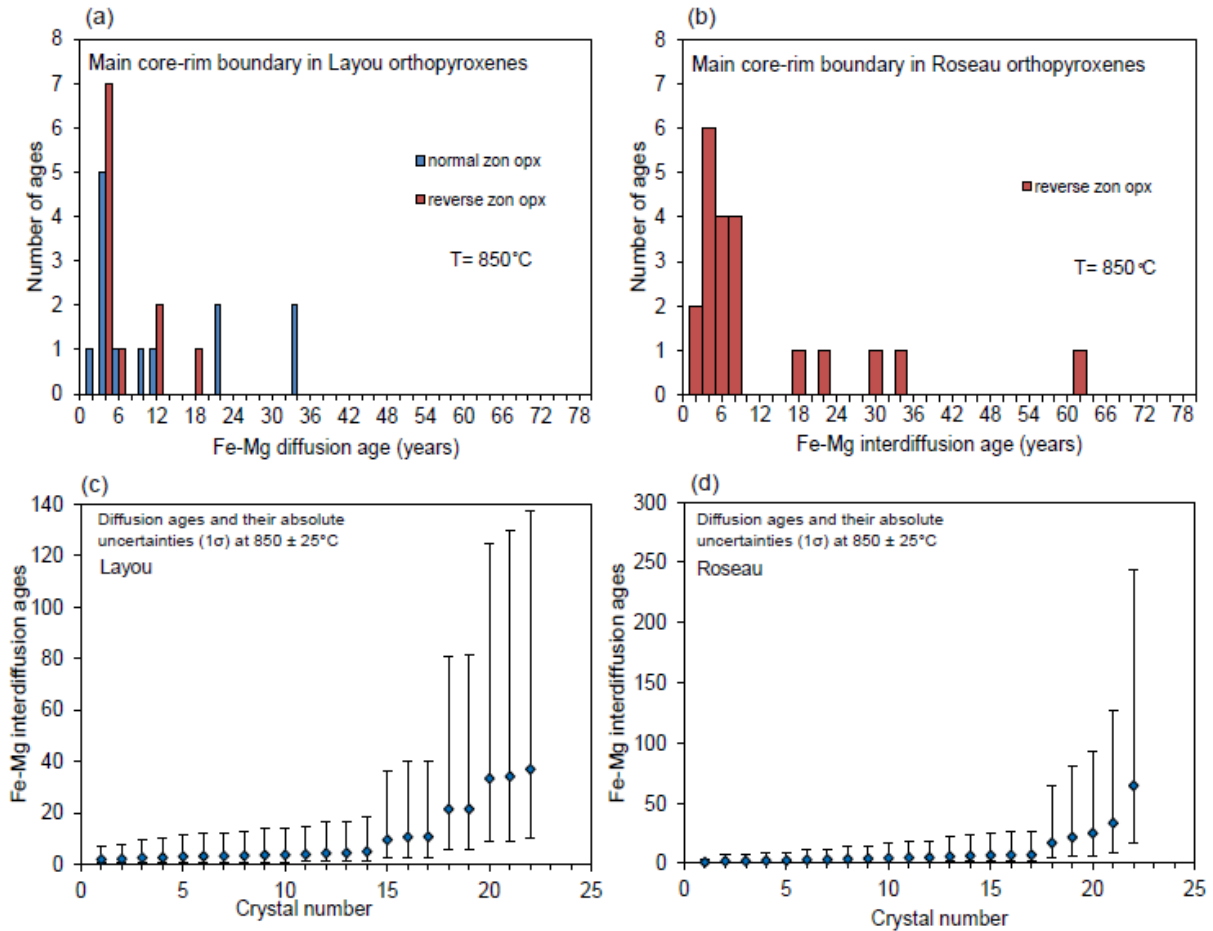 (a)
Main core-rim boundary in Layou orthopyroxenes
normal zon opx
reverse zon opx
T= 850°C
Number of ages
8
7
6
5
4
3
2
1
0
0 6 12 18 24 30 36 42 48 54 60 66 72 78
Fe-Mg diffusion age (years)
(b)
Main core-rim boundary in Roseau orthopyroxenes
reverse zon opx
T= 850°C
Number of ages
8
7
6
5
4
3
2
1
0
0 6 12 18 24 30 36 42 48 54 60 66 72 78
Fe-Mg interdiffusion age (years)
(c)
Diffusion ages and their absolute
uncertainties (1σ) at 850 ± 25°C
Layou
Fe-Mg interdiffusion ages
140
120
100
80
60
40
20
0
0 5 10 15 20 25
Crystal number
(d)
Diffusion ages and their absolute
uncertainties (1σ) at 850 ± 25°C
Roseau
Fe-Mg interdiffusion ages
300
250
200
150
100
50
0
0 5 10 15 20 25
Crystal number